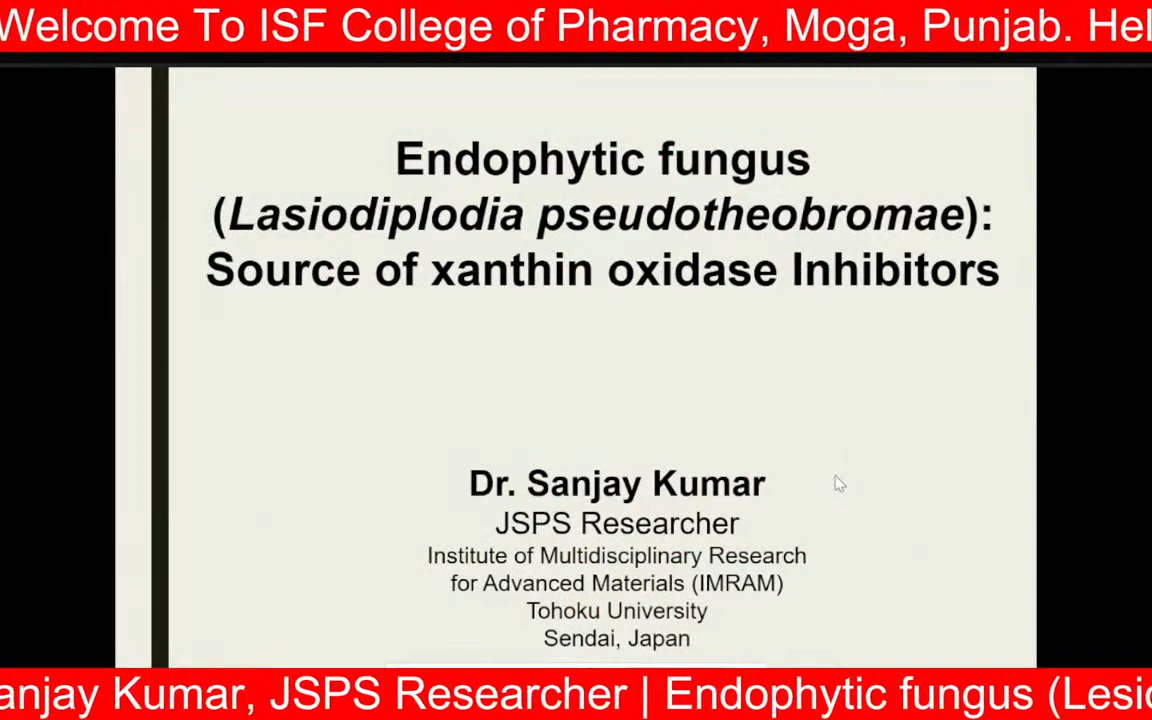 Welcome To ISF College of Pharmacy, Moga, Punjab. Hel
Endophytic fungus
(Lasiodiplodia pseudotheobromae):
Source of xanthin oxidase Inhibitors
Dr. Sanjay Kumar
JSPS Researcher
Institute of Multidisciplinary Research
for Advanced Materials (IMRAM)
Tohoku University
Sendai, Japan
anjay Kumar, JSPS Researcher | Endophytic fungus (Lesio